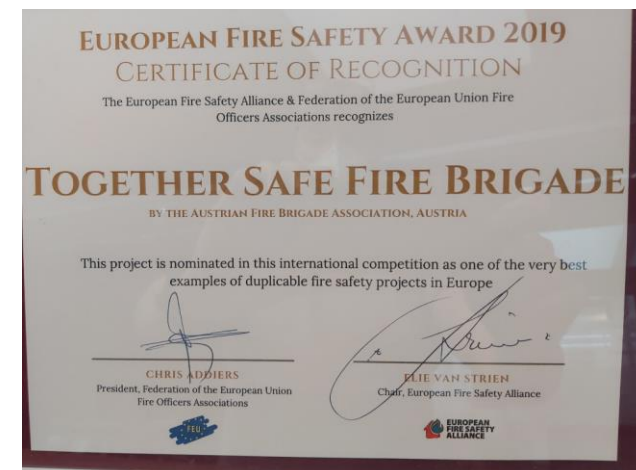 EUROPEAN FIRE SAFETY AWARD 2019
CERTIFICATE OF RECOGNITION
The European Fire Safety Alliance & Federation of the European Union Fire
Officers Associations recognizes
TOGETHER SAFE FIRE BRIGADE
BY THE AUSTRIAN FIRE BRIGADE ASSOCIATION, AUSTRIA
This project is nominated in this international competition as one of the very best
examples of duplicable fire safety projects in Europe
CHRIS ADDIERS
President, Federation of the European Union
Fire Officers Associations
FEU
ELIE VAN STRIEN
Chair, European Fire Safety Alliance
EUROPEAN
FIRE SAFETY
ALLIANCE